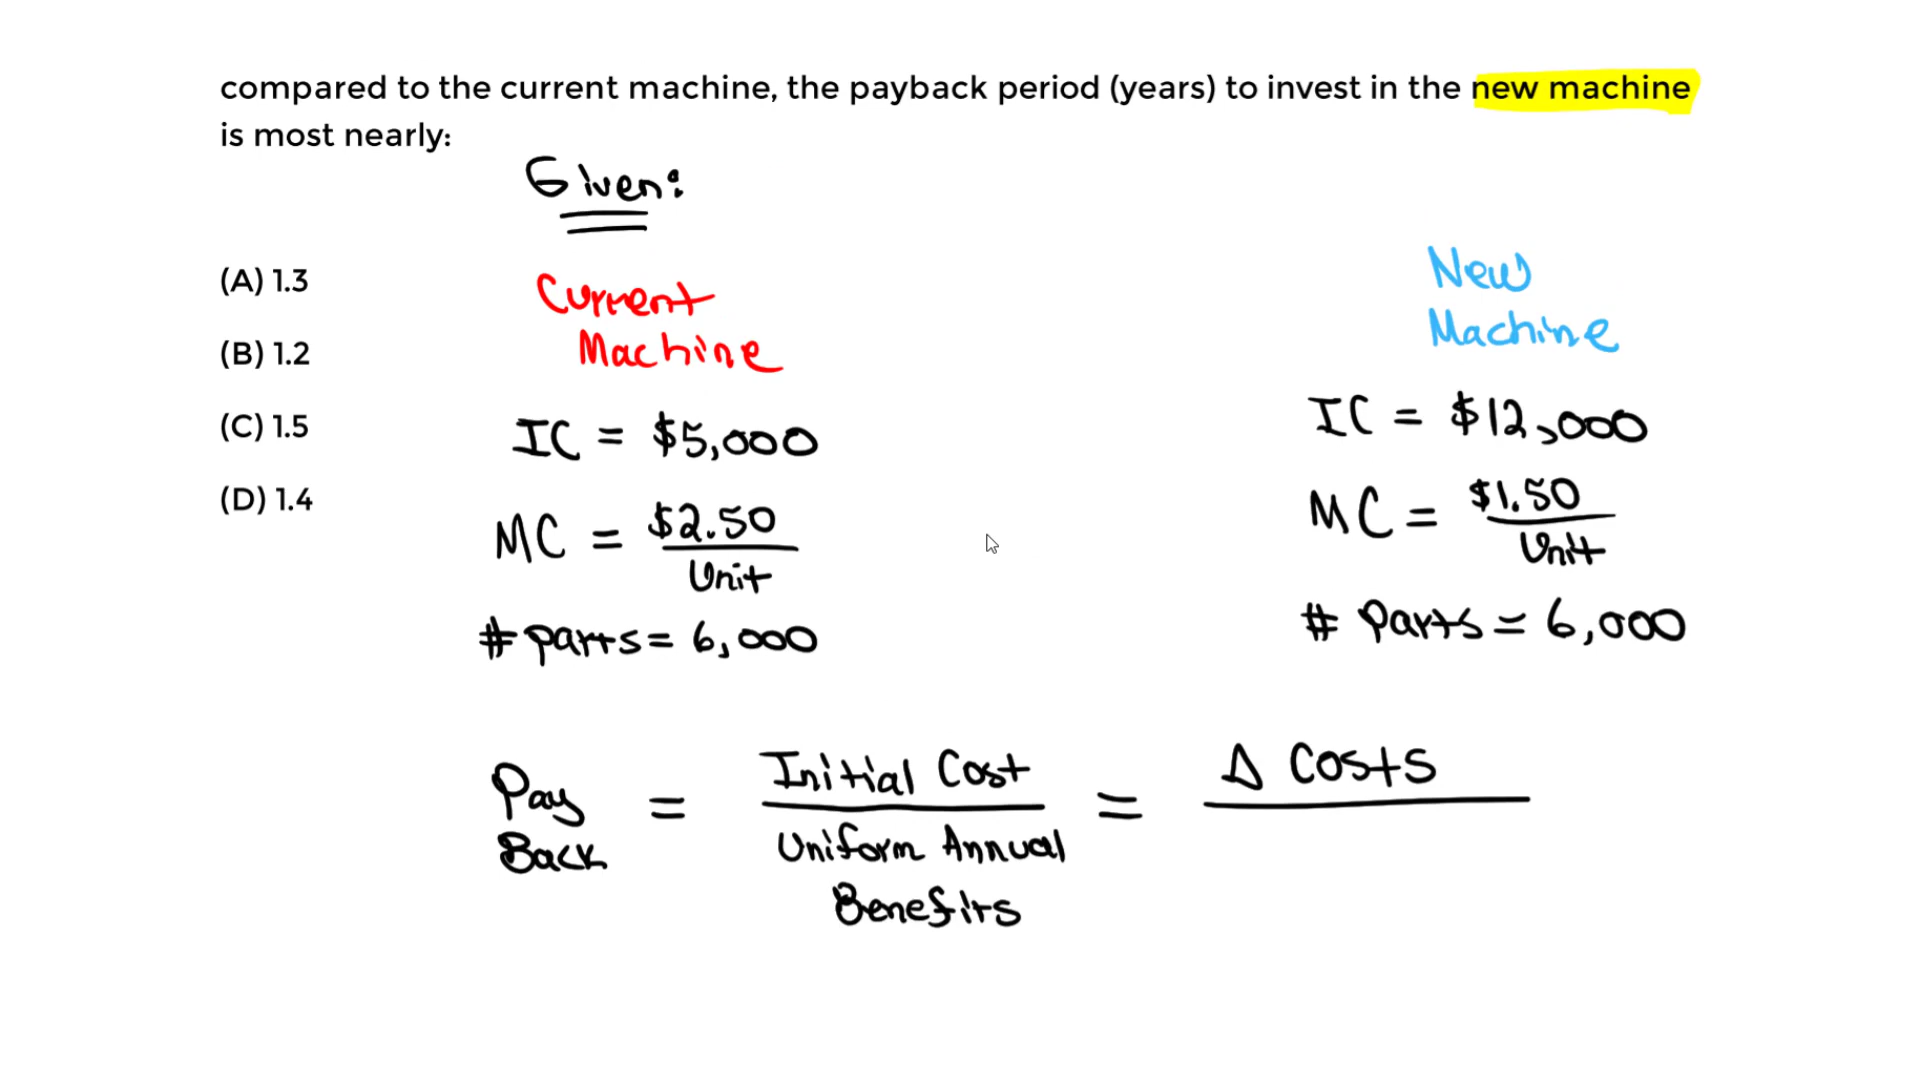 compared to the current machine, the payback period (years) to invest in the new machine
is most nearly:
Given:
(A) 1.3
(B) 1.2
(C) 1.5
(D) 1.4
Current
Machine
IC = $5,000
MC = $2.50
Unit
# parts = 6,000
New
Machine
IC = $12,000
MC = $1.50
Unit
# Parts = 6,000
Pay
Back
= Initial Cost
Uniform Annual
Benefits
= Δ Costs